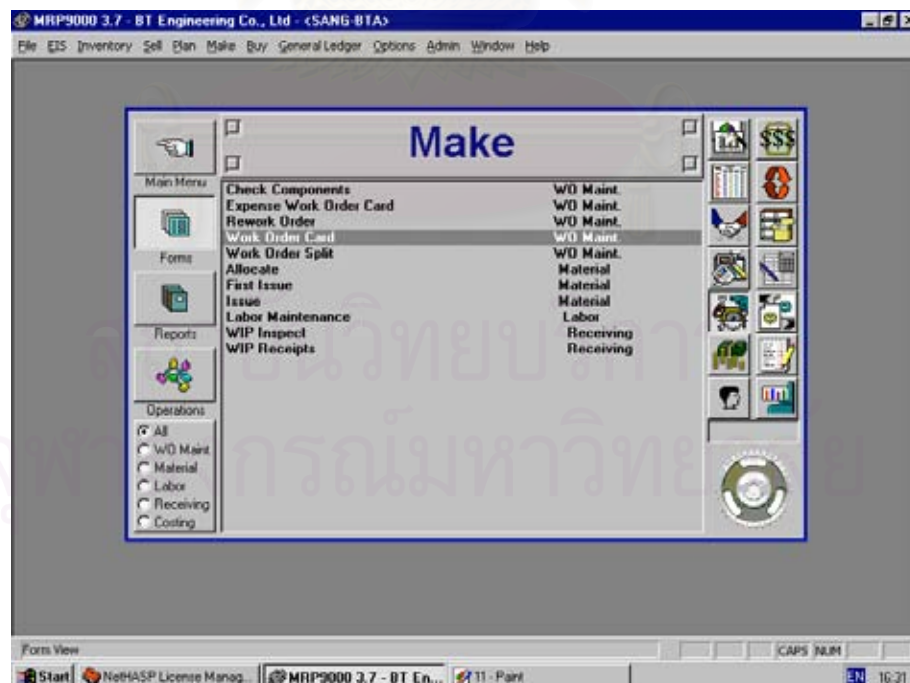 MRP9000 3.7 - BT Engineering Co., Ltd - <SANG-BTA>
File EIS Inventory Sell Plan Make Buy General Ledger Options Admin Window Help
Make
Main Menu
Forms
Reports
Operations
All
WO Maint.
Material
Labor
Receiving
Costing
Check Components WO Maint.
Expense Work Order Card WO Maint.
Rework Order WO Maint.
Work Order Card WO Maint.
Work Order Split WO Maint.
Allocate Material
First Issue Material
Issue Material
Labor Maintenance Labor
WIP Inspect Receiving
WIP Receipts Receiving
$$$
Form View CAPS NUM
Start NetHASP License Manag... MRP9000 3.7 - BT En... 11 - Paint EN 16:31